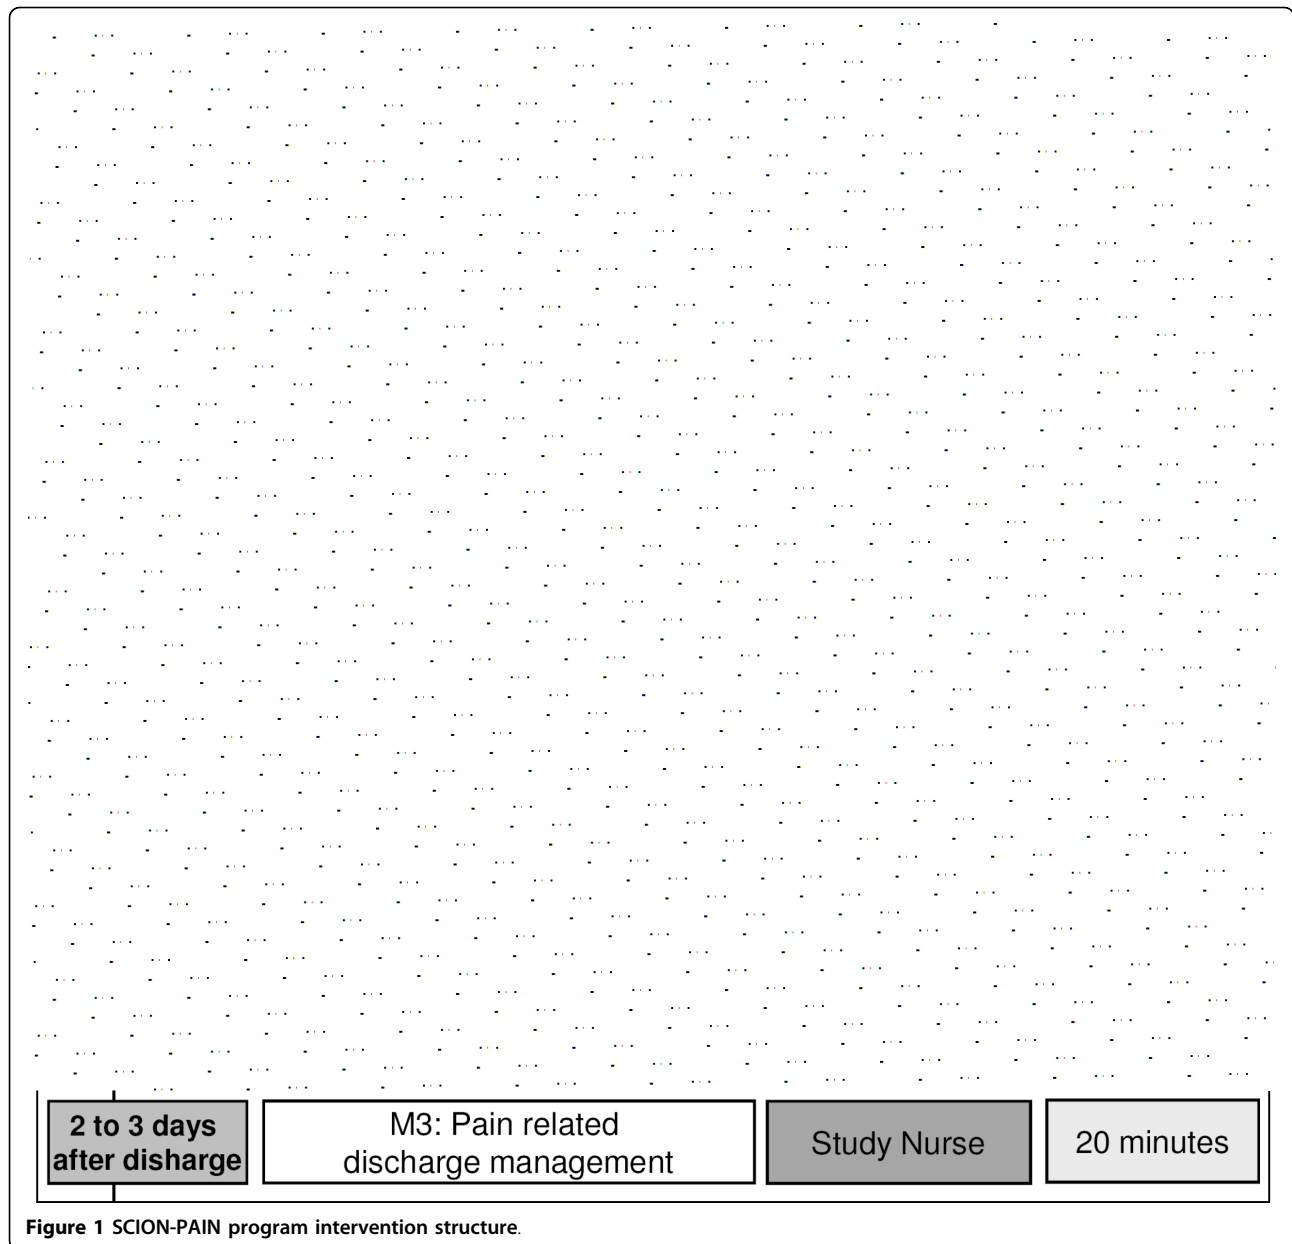 2 to 3 days
after disharge
M3: Pain related
discharge management
Study Nurse
20 minutes
Figure 1 SCION-PAIN program intervention structure.